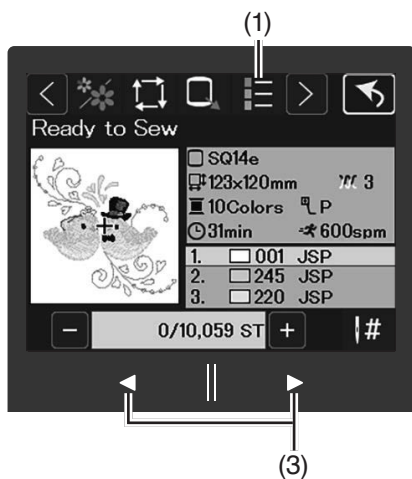 (1)
Ready to Sew
SQ14e
123x120mm 3
10Colors P
31min 600spm
1. 001 JSP
2. 245 JSP
3. 220 JSP
− 0/10,059 ST + #
(3)